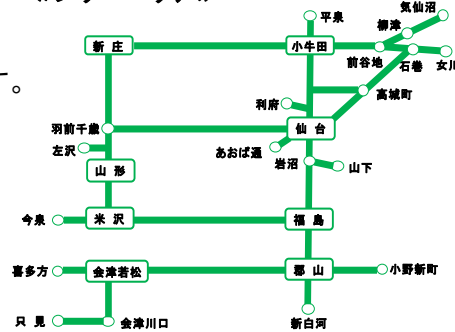 気仙沼
平泉
柳津
新庄
小牛田
前谷地
石巻
女川
高城町
利府
羽前千歳
仙台
左沢
あおば通
岩沼
山下
山形
今泉
米沢
福島
喜多方
会津若松
郡山
小野新町
只見
会津川口
新白河